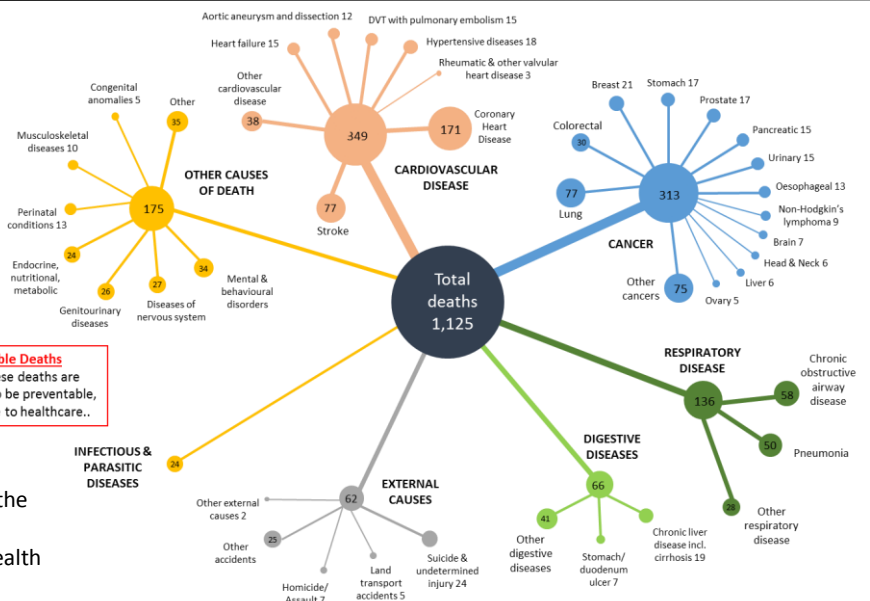 Aortic aneurysm and dissection 12
DVT with pulmonary embolism 15
Heart failure 15
Hypertensive diseases 18
Rheumatic & other valvular
heart disease 3
Other
cardiovascular
disease
38
349
171
Coronary
Heart
Disease
77
Stroke
CARDIOVASCULAR
DISEASE
Breast 21
Stomach 17
Prostate 17
Colorectal
30
Pancreatic 15
Urinary 15
77
Lung
313
Oesophageal 13
Non-Hodgkin's
lymphoma 9
Brain 7
Head & Neck 6
Liver 6
Ovary 5
CANCER
Other
cancers
75
Congenital
anomalies 5
Other
35
Musculoskeletal
diseases 10
OTHER CAUSES
OF DEATH
175
Perinatal
conditions 13
24
Endocrine,
nutritional,
metabolic
26
Genitourinary
diseases
27
Diseases of
nervous system
34
Mental &
behavioural
disorders
Total
deaths
1,125
ble Deaths
ese deaths are
o be preventable,
to healthcare..
RESPIRATORY
DISEASE
136
Chronic
obstructive
airway
disease
58
50
Pneumonia
28
Other
respiratory
disease
INFECTIOUS &
PARASITIC
DISEASES
24
DIGESTIVE
DISEASES
66
41
Other
digestive
diseases
Stomach/
duodenum
ulcer 7
Chronic liver
disease incl.
cirrhosis 19
EXTERNAL
CAUSES
62
Other external
causes 2
25
Other
accidents
Homicide/
Assault 7
Land
transport
accidents 5
Suicide &
undetermined
injury 24
the
ealth